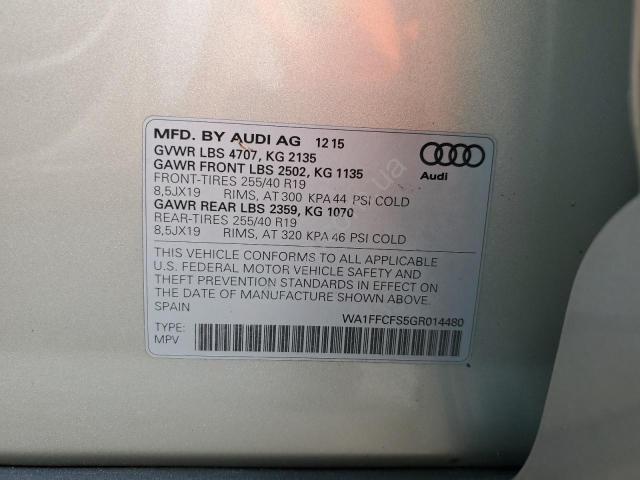 MFD. BY AUDI AG 12 15
GVWR LBS 4707, KG 2135
GAWR FRONT LBS 2502, KG 1135
FRONT-TIRES 255/40 R19
8,5JX19 RIMS, AT 300 KPA 44 PSI COLD
GAWR REAR LBS 2359, KG 1070
REAR-TIRES 255/40 R19
8,5JX19 RIMS, AT 320 KPA 46 PSI COLD
Audi
THIS VEHICLE CONFORMS TO ALL APPLICABLE
U.S. FEDERAL MOTOR VEHICLE SAFETY AND
THEFT PREVENTION STANDARDS IN EFFECT ON
THE DATE OF MANUFACTURE SHOWN ABOVE.
SPAIN
WA1FFCFS5GR014480
TYPE:
MPV